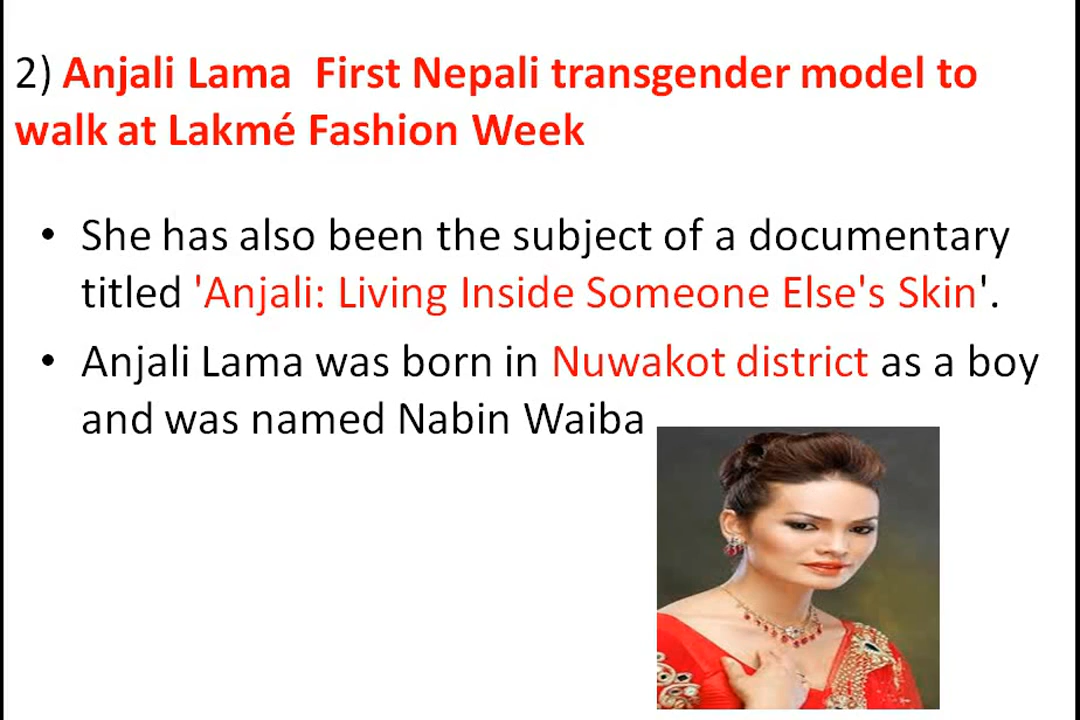 2) Anjali Lama  First Nepali transgender model to
walk at Lakmé Fashion Week
• She has also been the subject of a documentary
titled 'Anjali: Living Inside Someone Else's Skin'.
• Anjali Lama was born in Nuwakot district as a boy
and was named Nabin Waiba